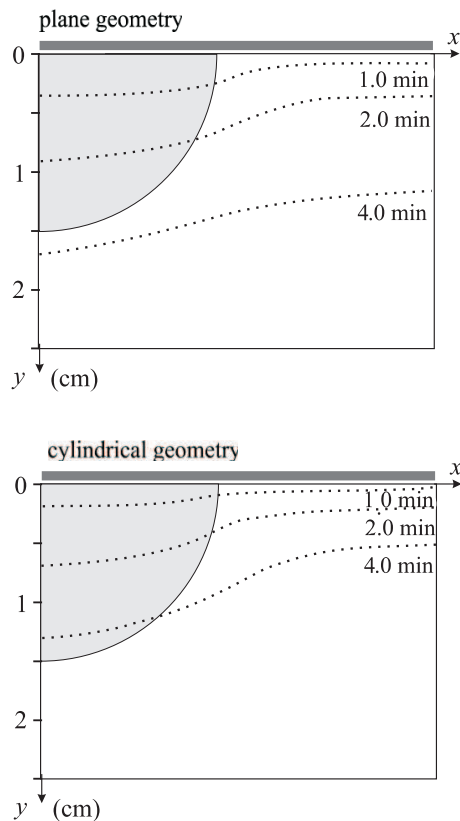 plane geometry
x
0
1.0 min
2.0 min
1
4.0 min
2
y (cm)
cylindrical geometry
x
0
1.0 min
2.0 min
4.0 min
1
2
y (cm)